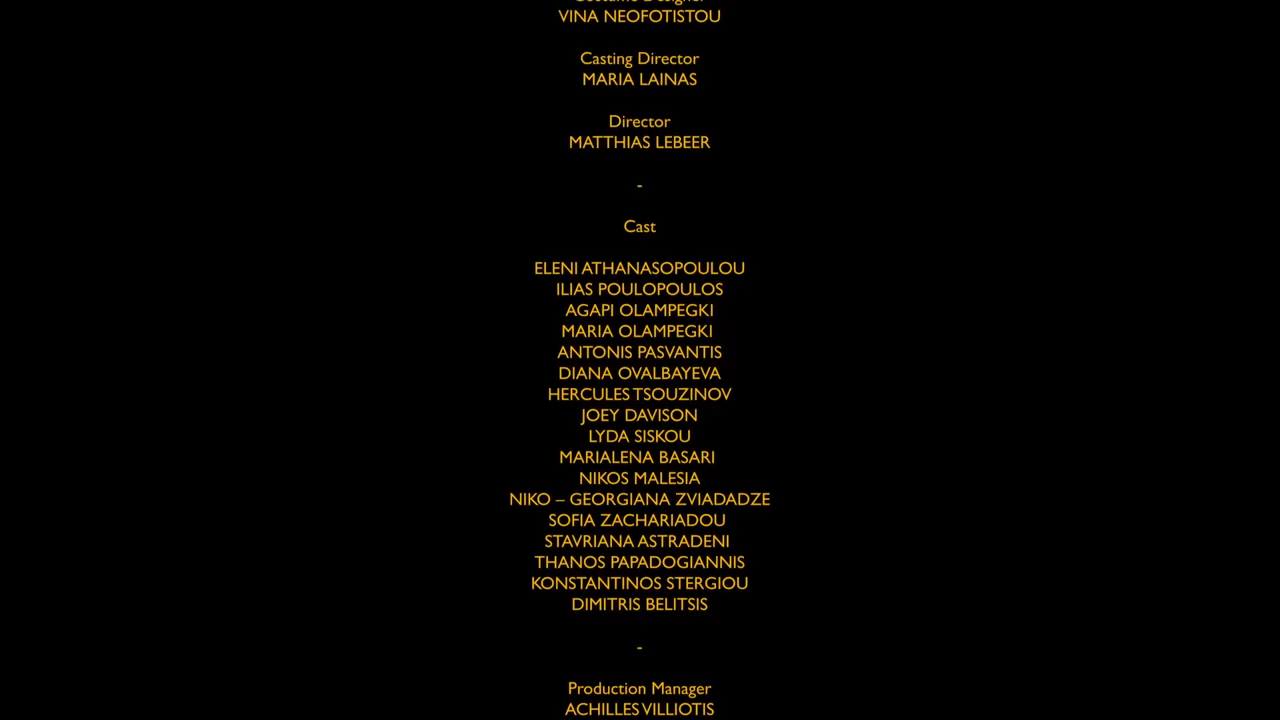 Costume Designer
VINA NEOFOTISTOU
Casting Director
MARIA LAINAS
Director
MATTHIAS LEBEER
-
Cast
ELENI ATHANASOPOULOU
ILIAS POULOPOULOS
AGAPI OLAMPEGKI
MARIA OLAMPEGKI
ANTONIS PASVANTIS
DIANA OVALBAYEVA
HERCULES TSOUZINOV
JOEY DAVISON
LYDA SISKOU
MARIALENA BASARI
NIKOS MALESIA
NIKO – GEORGIANA ZVIADADZE
SOFIA ZACHARIADOU
STAVRIANA ASTRADENI
THANOS PAPADOGIANNIS
KONSTANTINOS STERGIOU
DIMITRIS BELITSIS
-
Production Manager
ACHILLES VILLIOTIS